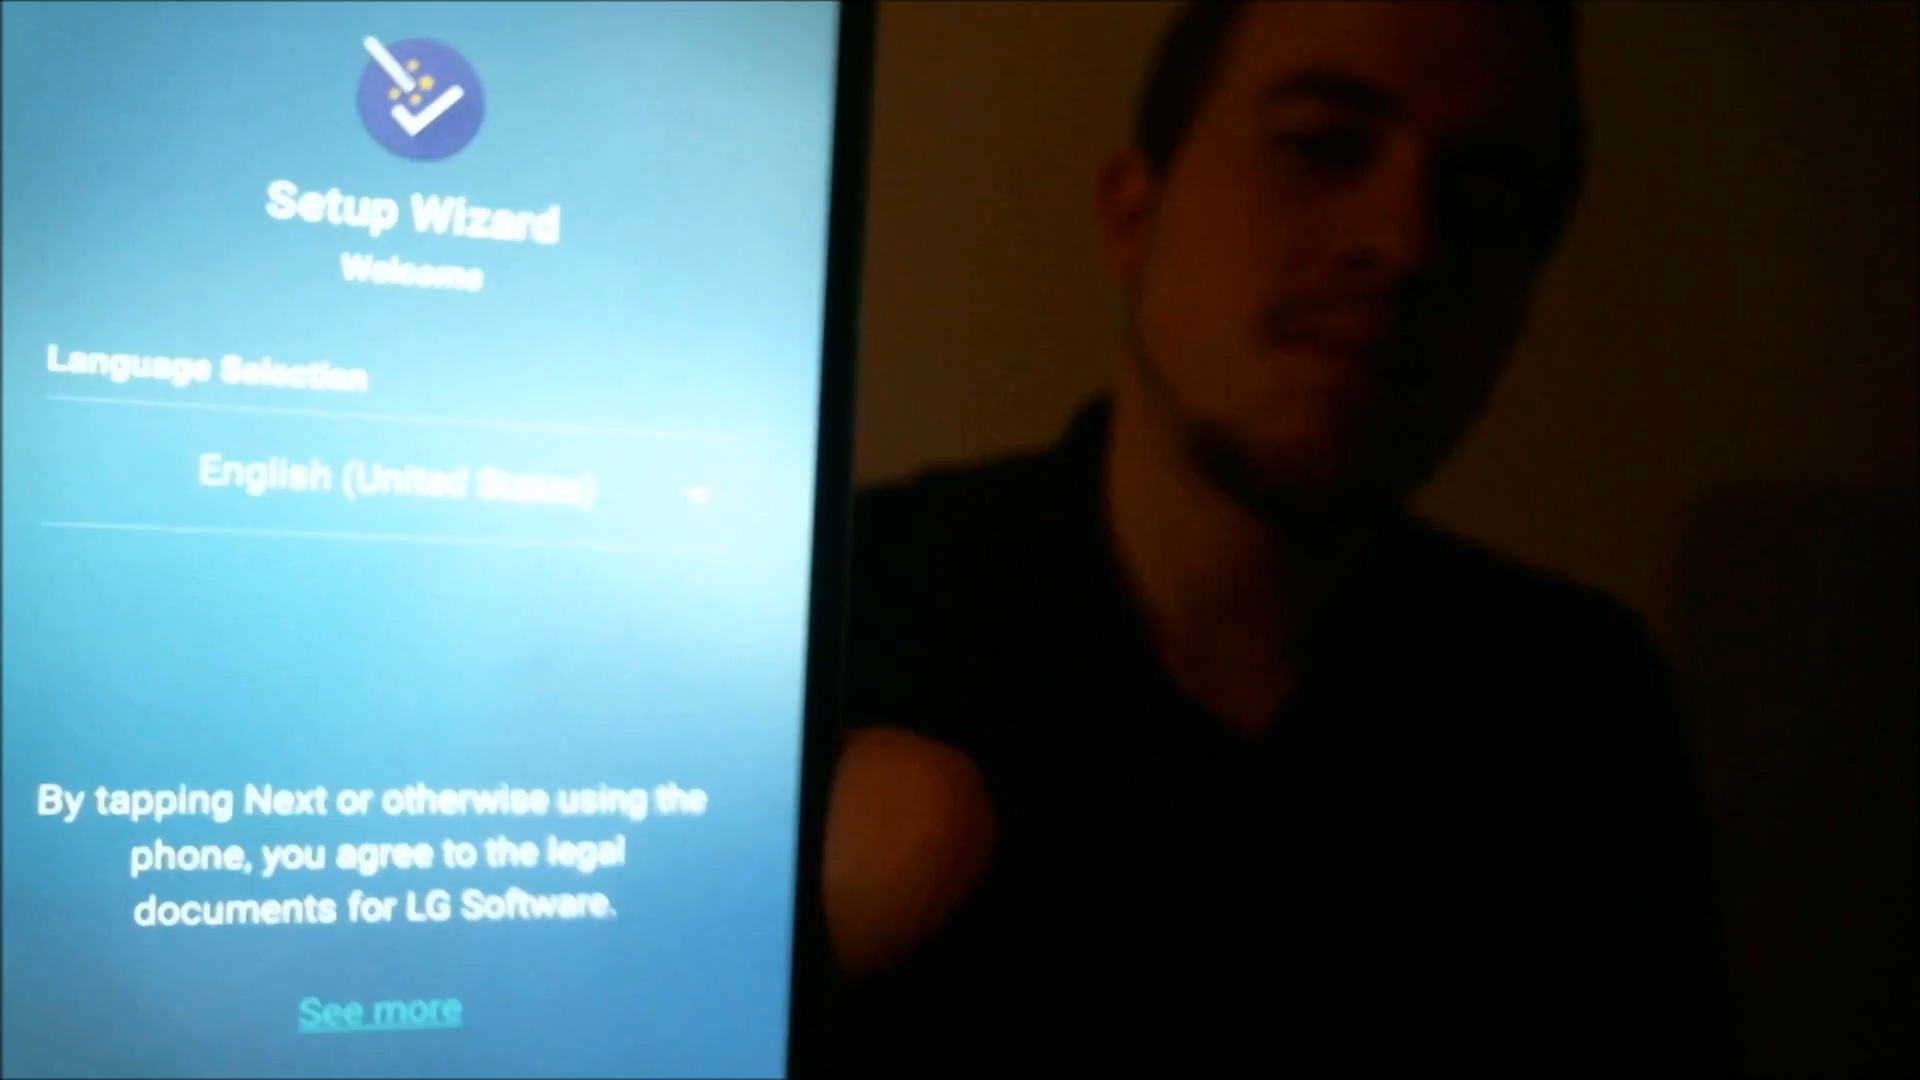 Setup Wizard
Welcome
Language Selection
English (United States)
By tapping Next or otherwise using the
phone, you agree to the legal
documents for LG Software.
See more